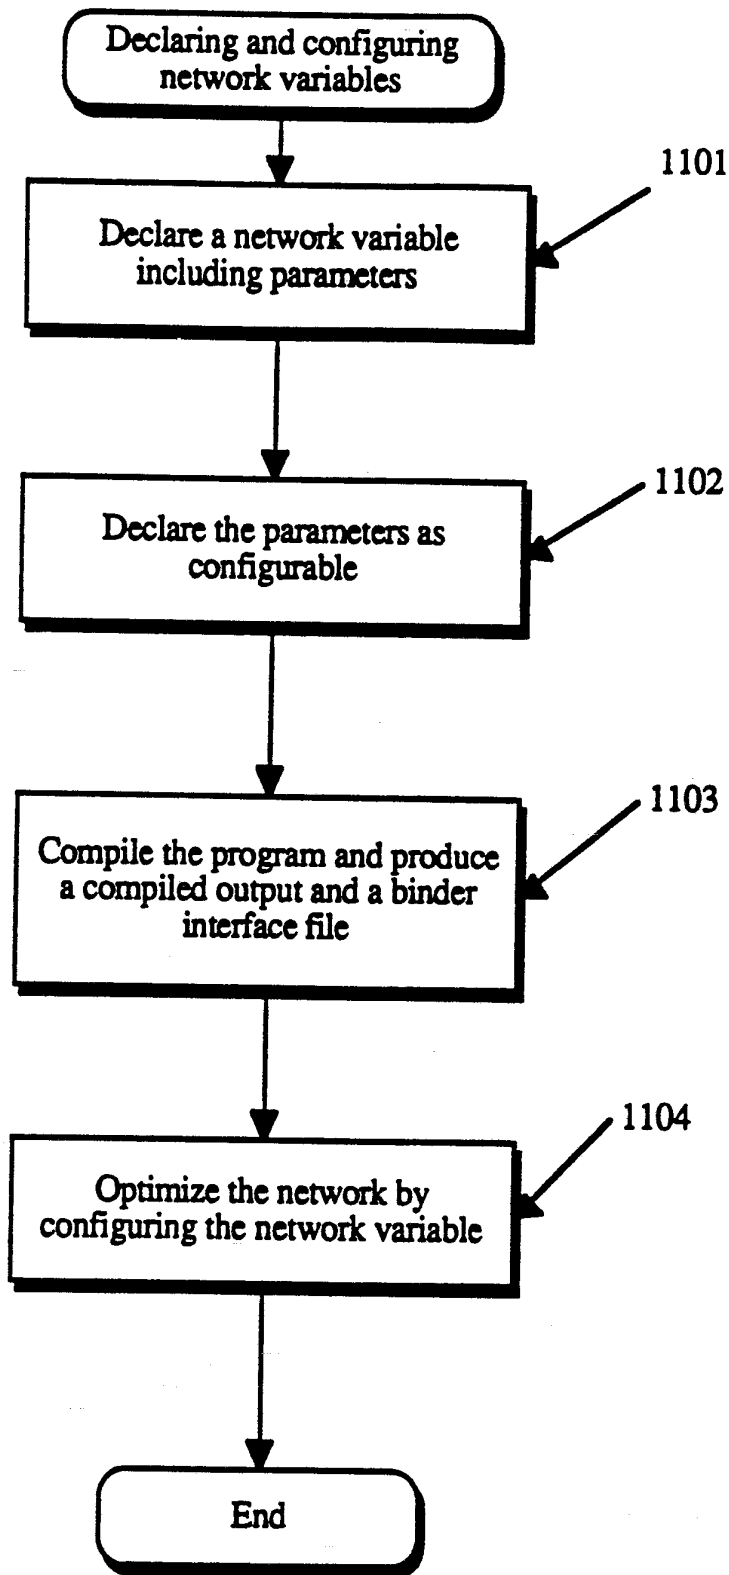 Declaring and configuring
network variables
1101
Declare a network variable
including parameters
1102
Declare the parameters as
configurable
1103
Compile the program and produce
a compiled output and a binder
interface file
1104
Optimize the network by
configuring the network variable
End